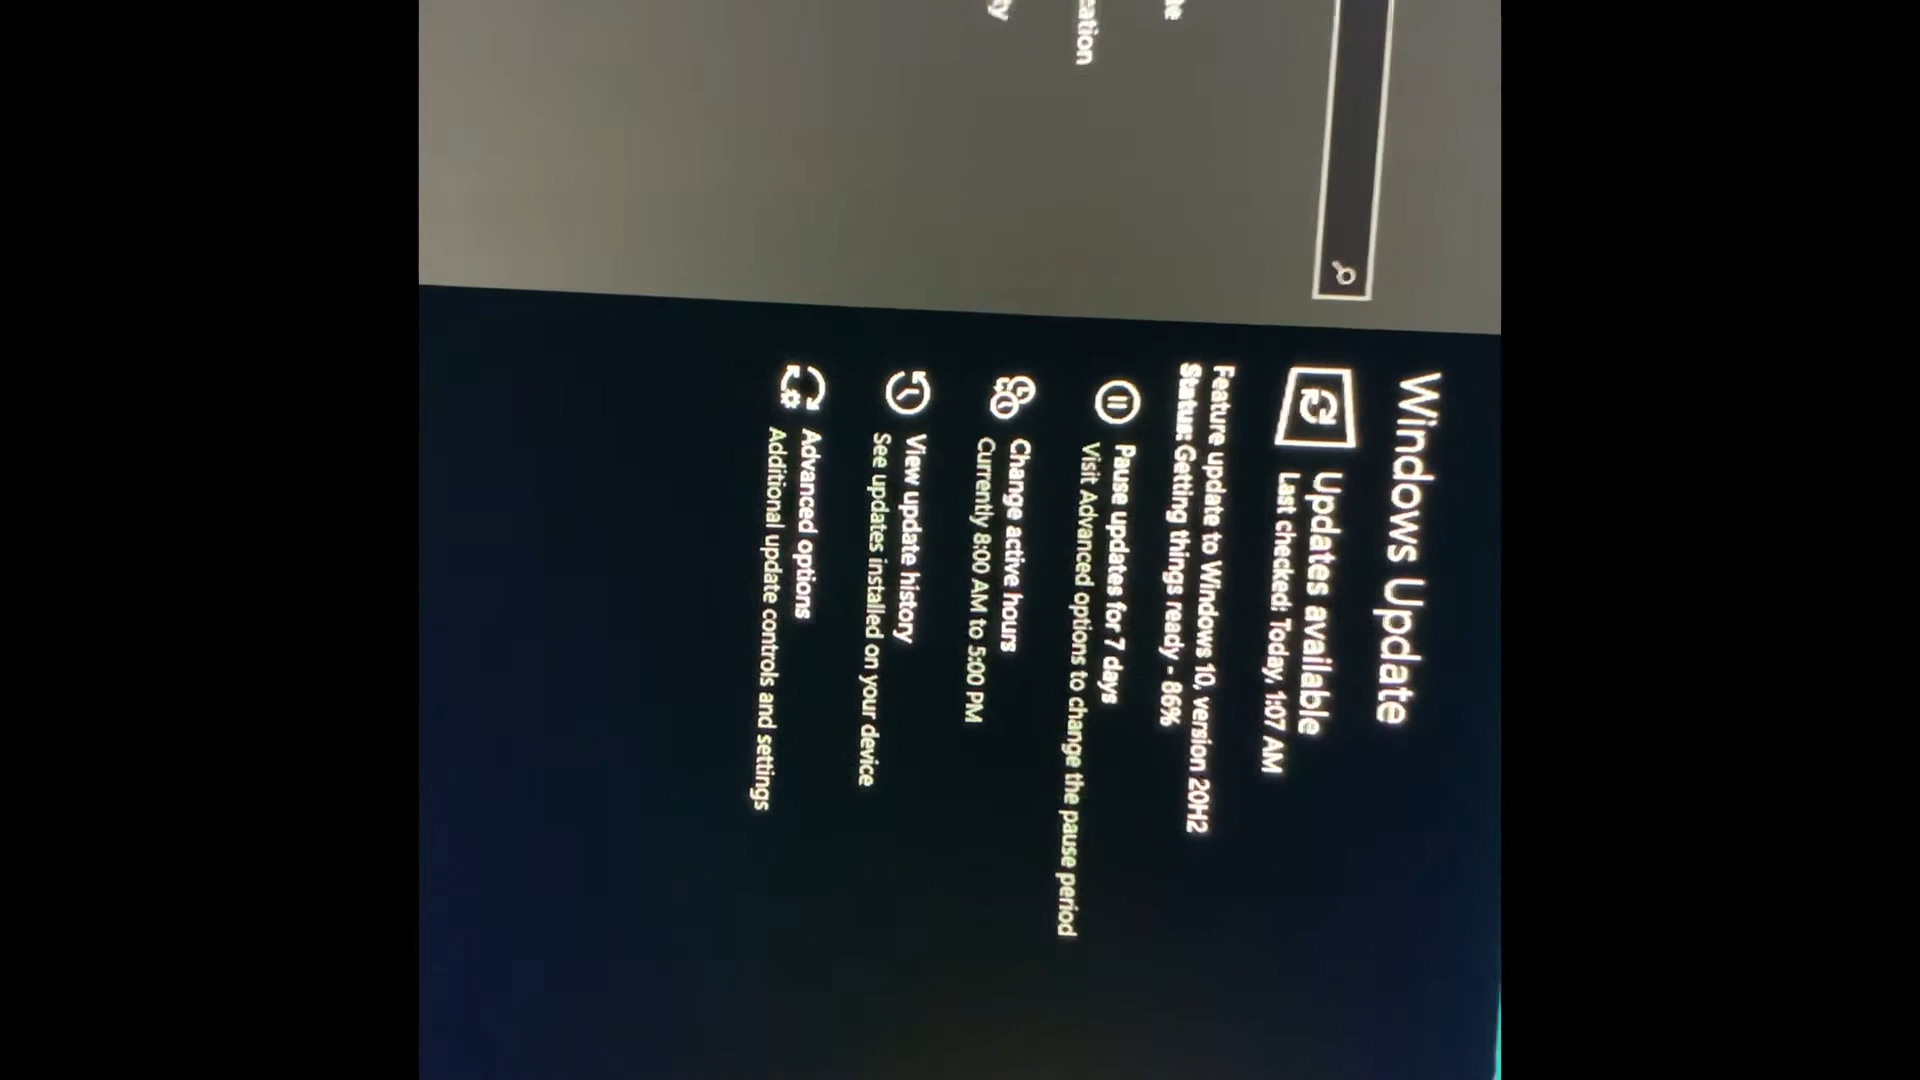 Windows Update
Updates available
Last checked: Today, 1:07 AM
Feature update to Windows 10, version 20H2
Status: Getting things ready - 86%
Pause updates for 7 days
Visit Advanced options to change the pause period
Change active hours
Currently 8:00 AM to 5:00 PM
View update history
See updates installed on your device
Advanced options
Additional update controls and settings